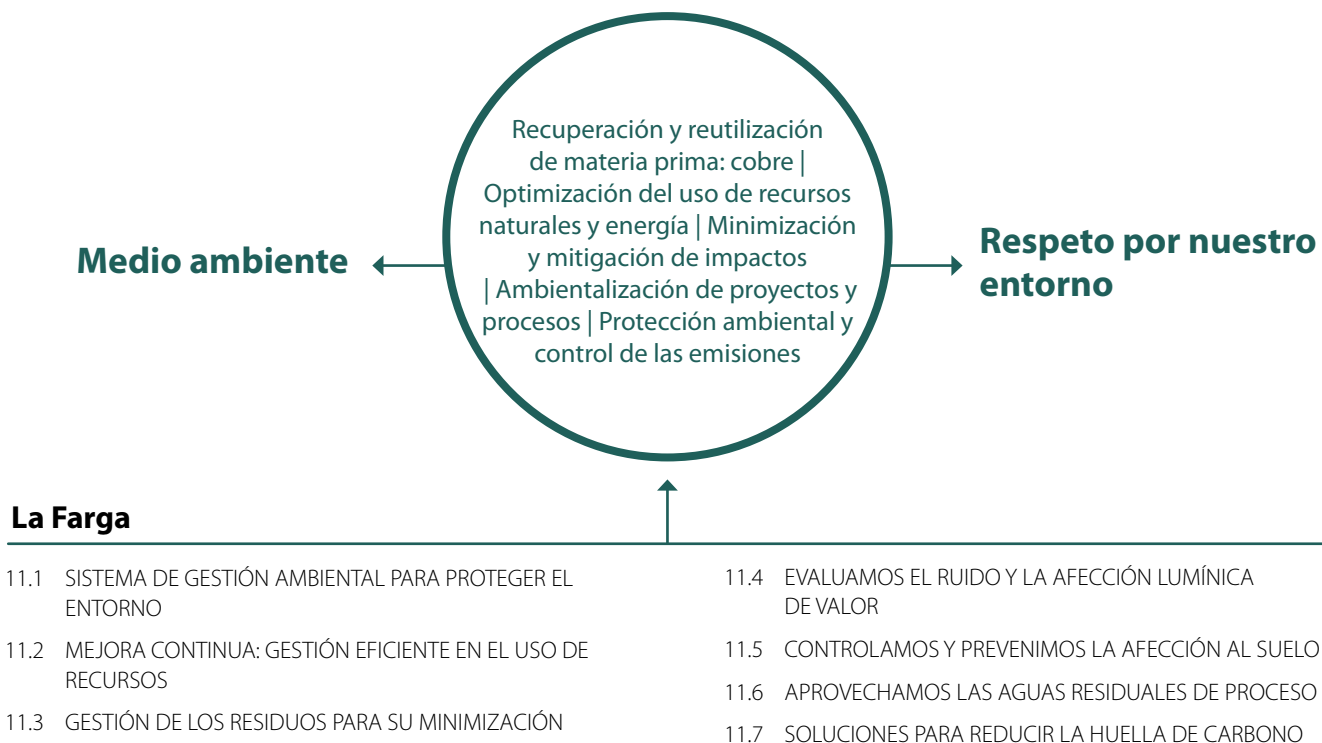 Recuperación y reutilización
de materia prima: cobre |
Optimización del uso de recursos
naturales y energía | Minimización
y mitigación de impactos
| Ambientalización de proyectos y
procesos | Protección ambiental y
control de las emisiones
Medio ambiente
Respeto por nuestro
entorno
La Farga
11.1 SISTEMA DE GESTIÓN AMBIENTAL PARA PROTEGER EL
ENTORNO
11.2 MEJORA CONTINUA: GESTIÓN EFICIENTE EN EL USO DE
RECURSOS
11.3 GESTIÓN DE LOS RESIDUOS PARA SU MINIMIZACIÓN
11.4 EVALUAMOS EL RUIDO Y LA AFECCIÓN LUMÍNICA
DE VALOR
11.5 CONTROLAMOS Y PREVENIMOS LA AFECCIÓN AL SUELO
11.6 APROVECHAMOS LAS AGUAS RESIDUALES DE PROCESO
11.7 SOLUCIONES PARA REDUCIR LA HUELLA DE CARBONO